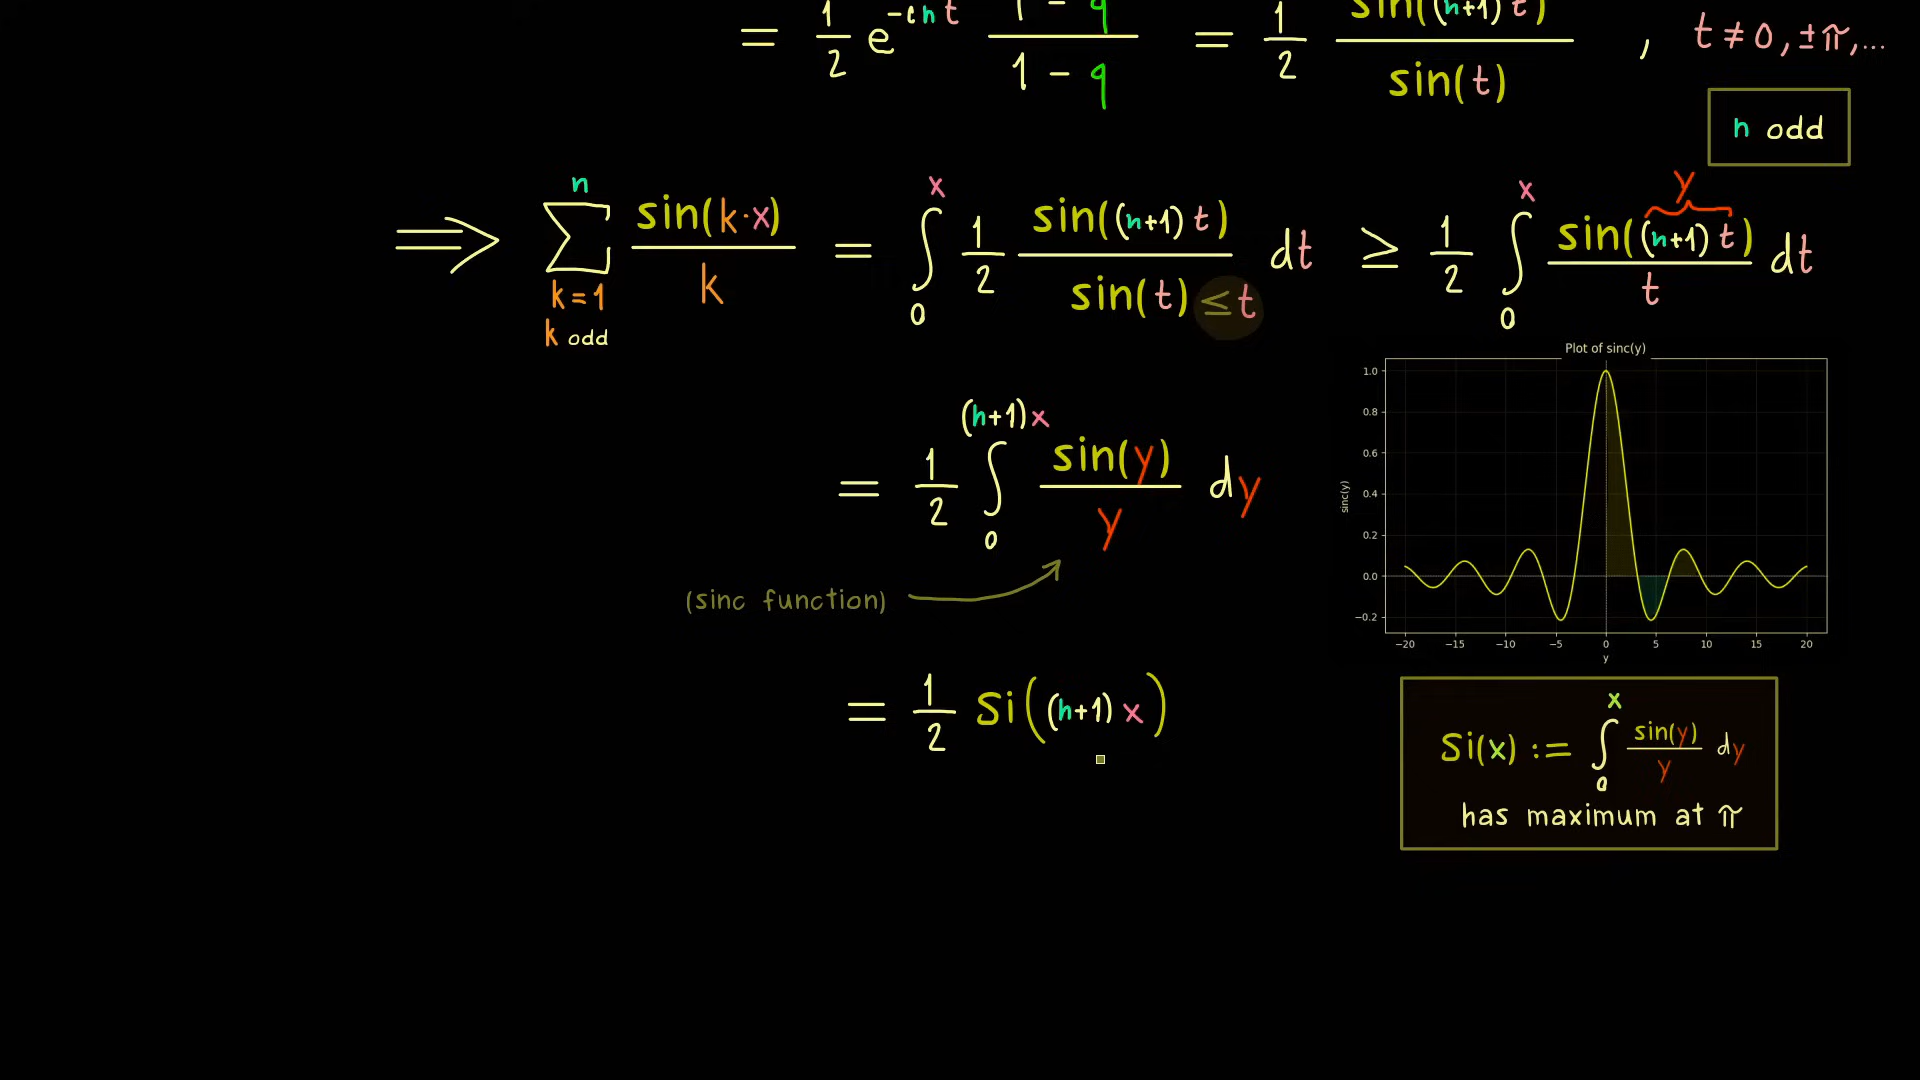 = 1/2 e^{-int} (1 - q)/(1 - q) = 1/2 sin((n+1)t)/sin(t) , t ≠ 0, ±π, ...
n odd
⟹ ∑_{k=1, k odd}^{n} sin(k·x)/k = ∫_0^x 1/2 sin((n+1)t)/sin(t) dt ≥ 1/2 ∫_0^x sin((n+1)t)/t dt
sin(t) ≤ t
y
= 1/2 ∫_0^{(n+1)x} sin(y)/y dy
(sinc function)
= 1/2 Si((n+1)x)
Plot of sinc(y)
1.0
0.8
0.6
0.4
0.2
0.0
−0.2
sinc(y)
−20 −15 −10 −5 0 5 10 15 20
y
Si(x) := ∫_0^x sin(y)/y dy
has maximum at π